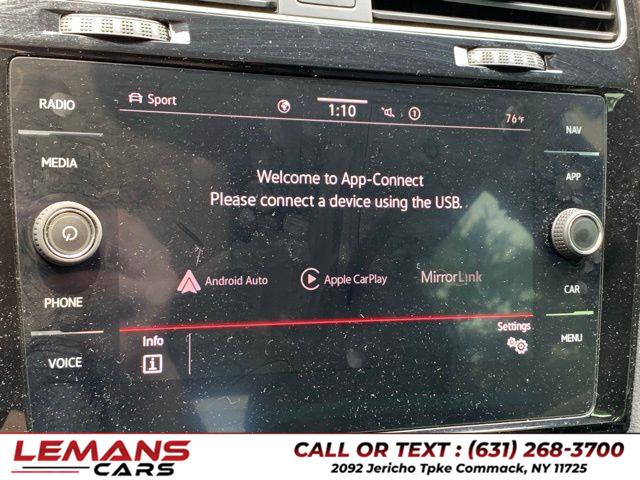 RADIO
MEDIA
PHONE
VOICE
Sport
1:10
1
76°F
Welcome to App-Connect
Please connect a device using the USB.
Android Auto
Apple CarPlay
MirrorLink
Info
i
Settings
NAV
APP
CAR
MENU
LEMANS
CARS
CALL OR TEXT : (631) 268-3700
2092 Jericho Tpke Commack, NY 11725